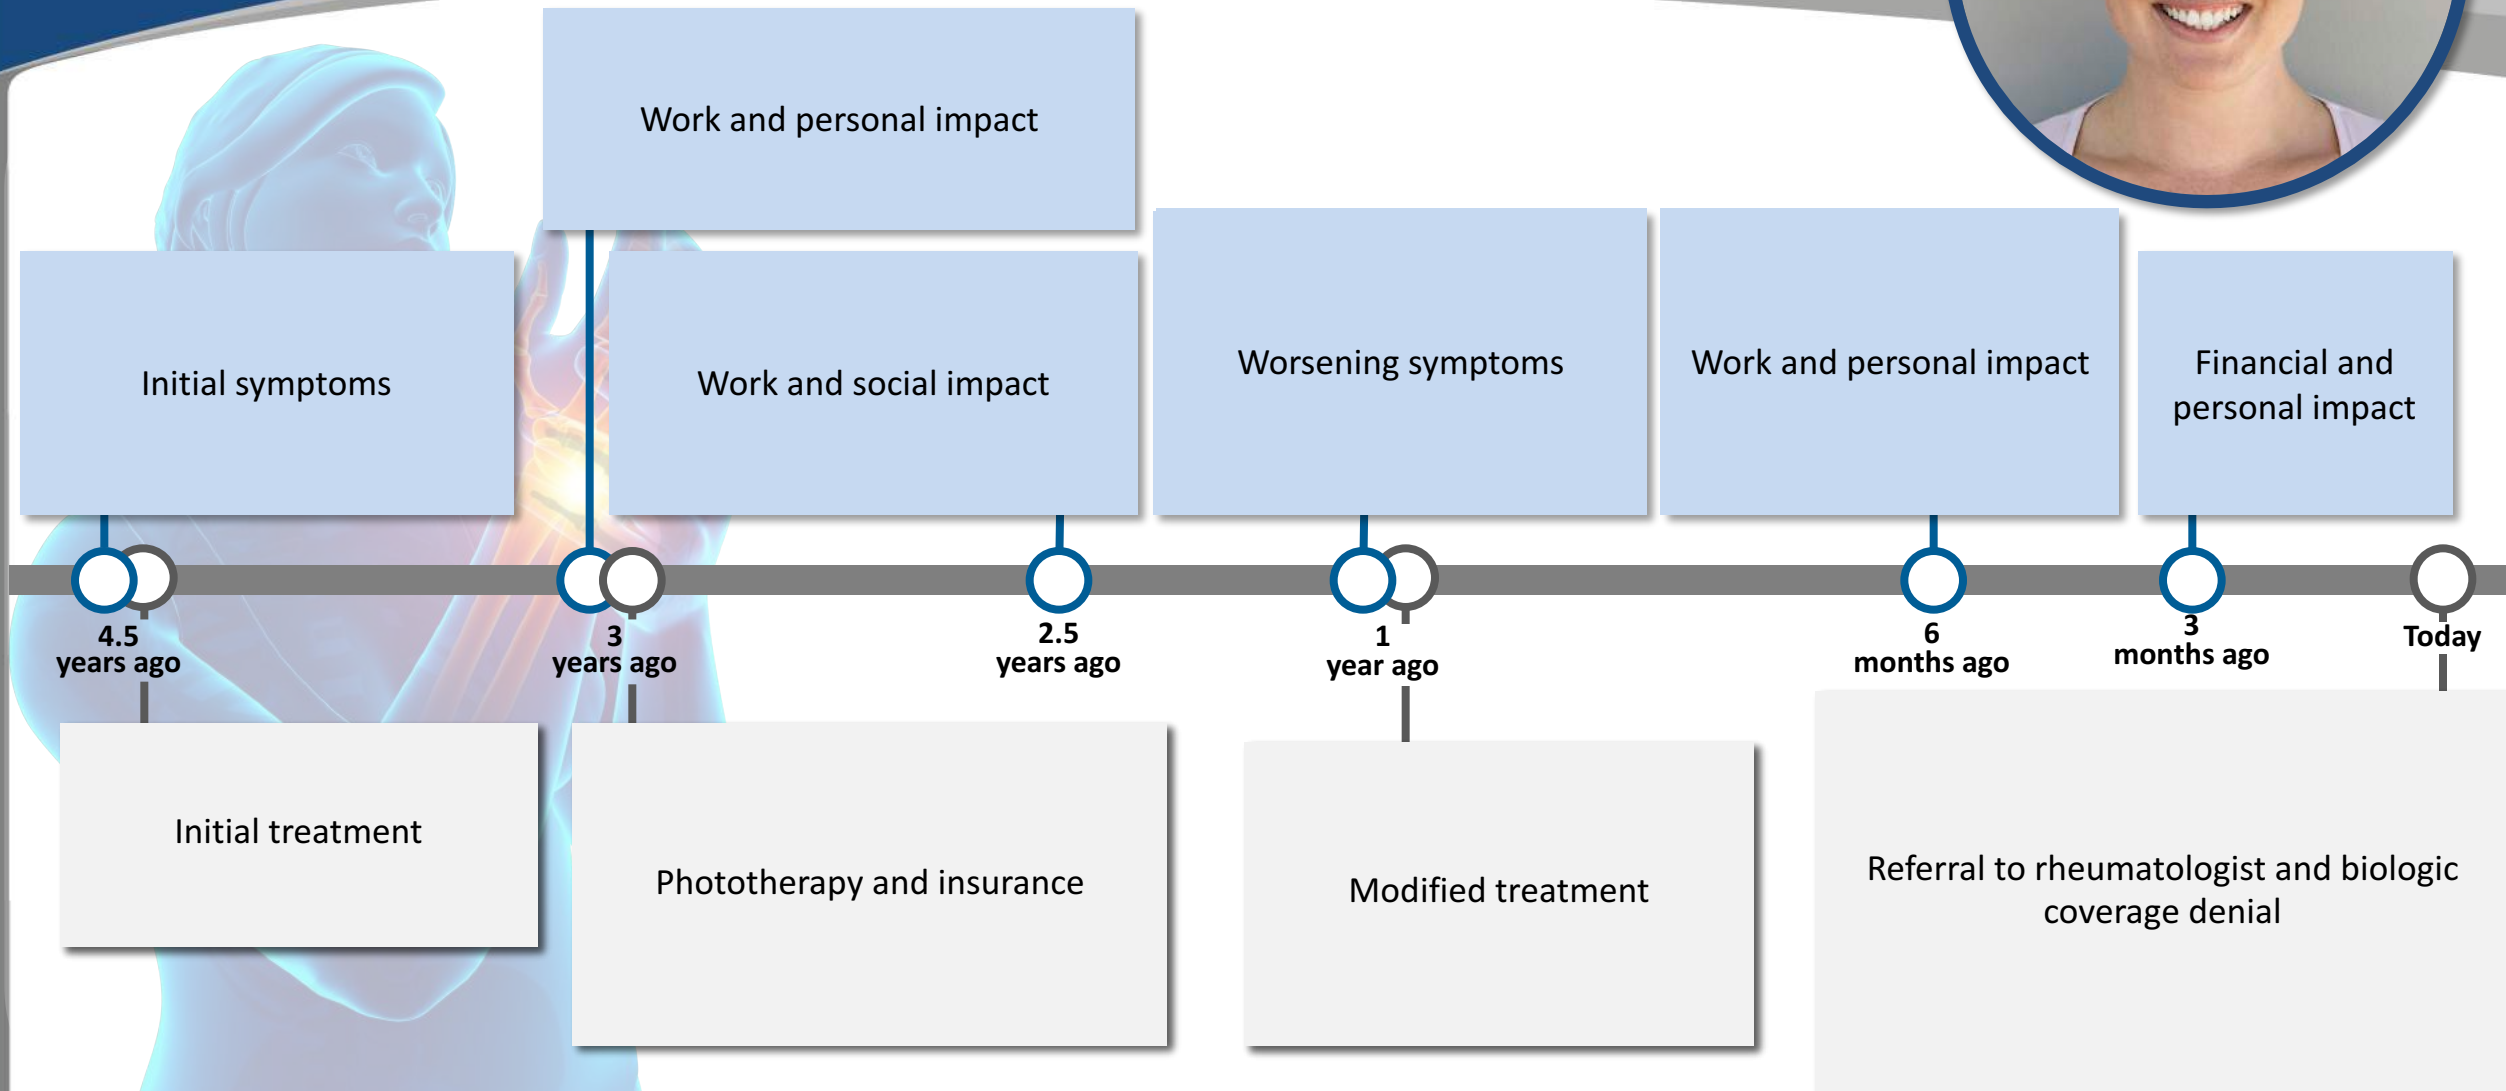 Work and personal impact
Initial symptoms
Work and social impact
Worsening symptoms
Work and personal impact
Financial and
personal impact
4.5
years ago
3
years ago
2.5
years ago
1
year ago
6
months ago
3
months ago
Today
Initial treatment
Phototherapy and insurance
Modified treatment
Referral to rheumatologist and biologic
coverage denial